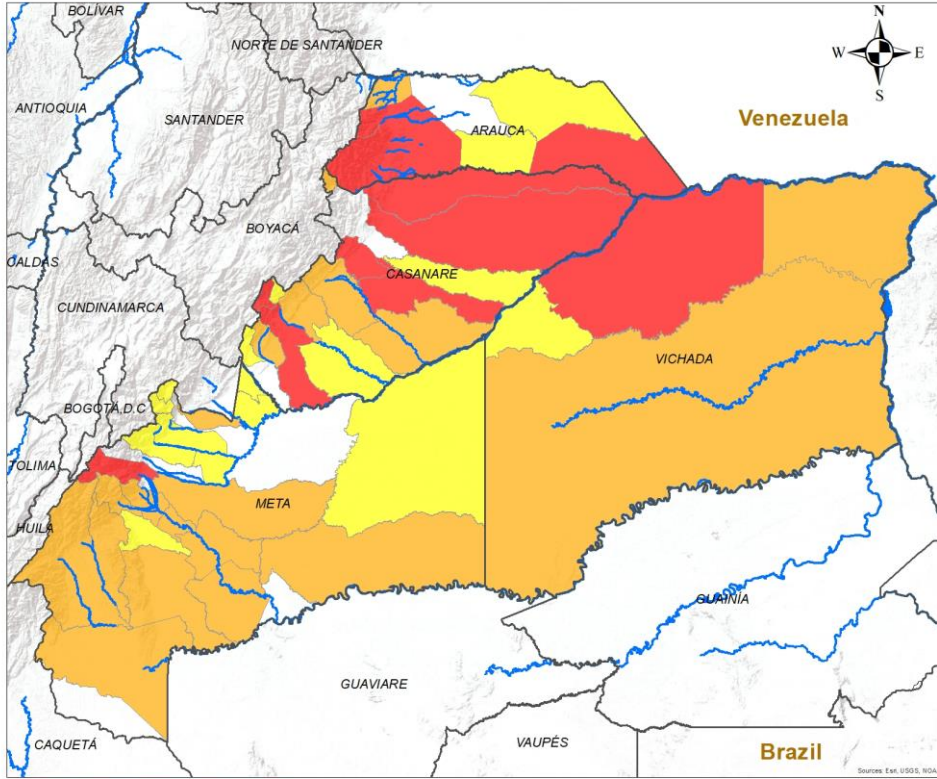 BOLÍVAR
N
NORTE DE SANTANDER
W
E
S
ANTIOQUIA
SANTANDER
Venezuela
ARAUCA
BOYACÁ
CALDAS
CASANARE
CUNDINAMARCA
VICHADA
BOGOTÁ,D.C
TOLIMA
META
HUILA
GUAINÍA
GUAVIARE
VAUPÉS
CAQUETÁ
Brazil
Sources: Esri, USGS, NOA